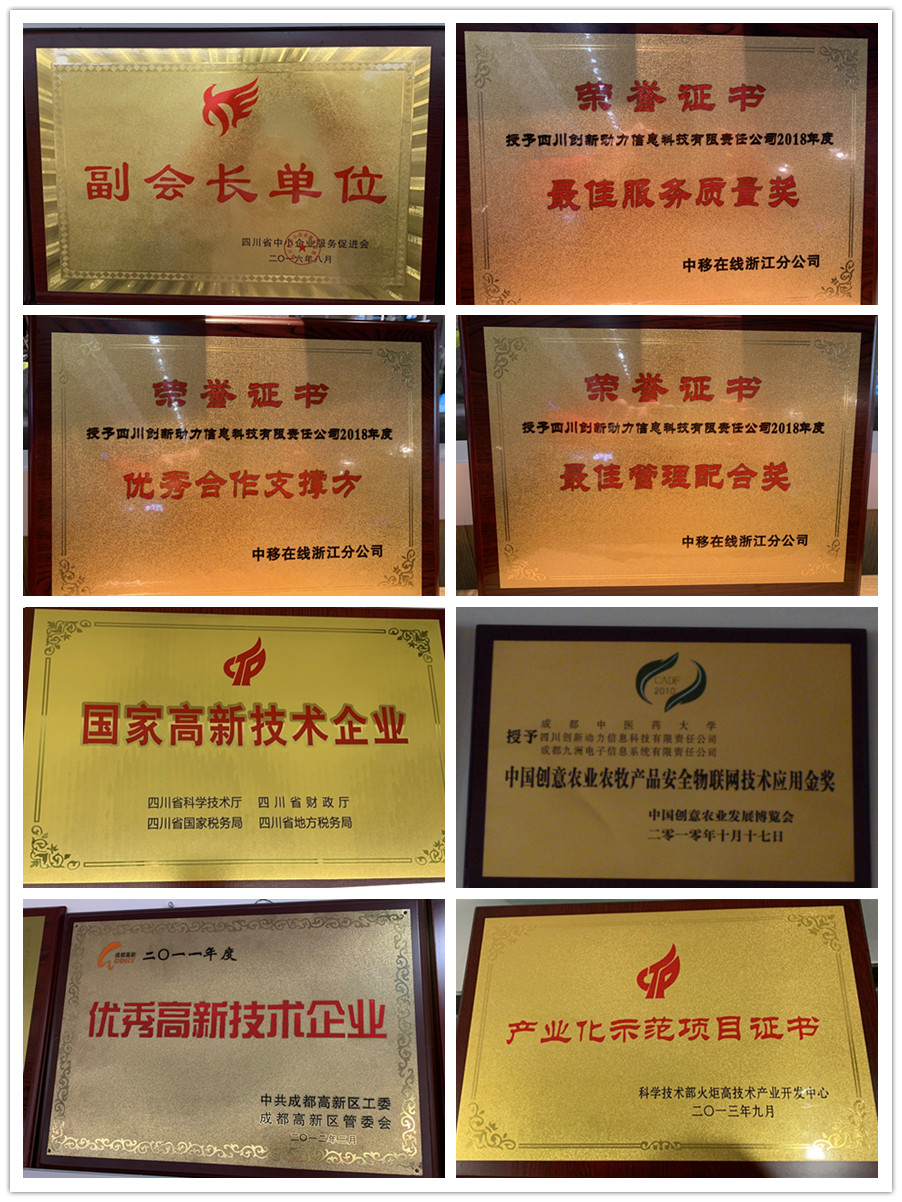 副会长单位
四川省中小企业服务促进会
二〇一六年八月
荣誉证书
授予四川创新动力信息科技有限责任公司2018年度
最佳服务质量奖
中移在线浙江分公司
荣誉证书
授予四川创新动力信息科技有限责任公司2018年度
优秀合作支撑方
中移在线浙江分公司
荣誉证书
授予四川创新动力信息科技有限责任公司2018年度
最佳管理配合奖
中移在线浙江分公司
国家高新技术企业
四川省科学技术厅 四川省财政厅
四川省国家税务局 四川省地方税务局
CADF
2010
成都中医药大学
授予四川创新动力信息科技有限责任公司
成都九洲电子信息系统有限责任公司
中国创意农业农牧产品安全物联网技术应用金奖
中国创意农业发展博览会
二零一零年十月十七日
成都高新 二〇一一年度
优秀高新技术企业
中共成都高新区工委
成都高新区管委会
二〇一二年二月
产业化示范项目证书
科学技术部火炬高技术产业开发中心
二〇一三年九月